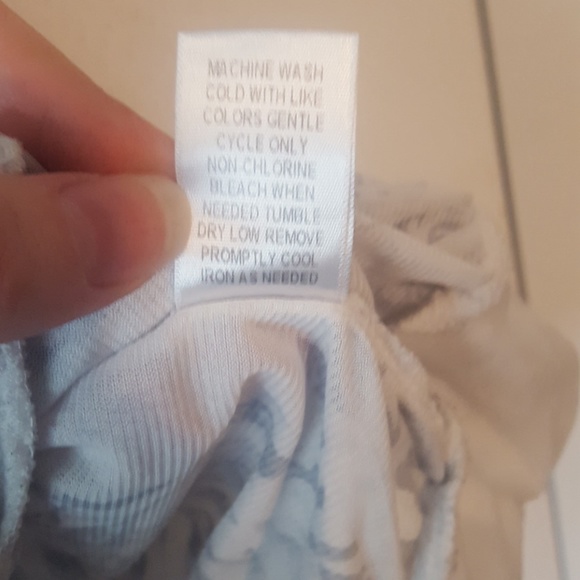 MACHINE WASH
COLD WITH LIKE
COLORS GENTLE
CYCLE ONLY
NON-CHLORINE
BLEACH WHEN
NEEDED TUMBLE
DRY LOW REMOVE
PROMPTLY COOL
IRON AS NEEDED